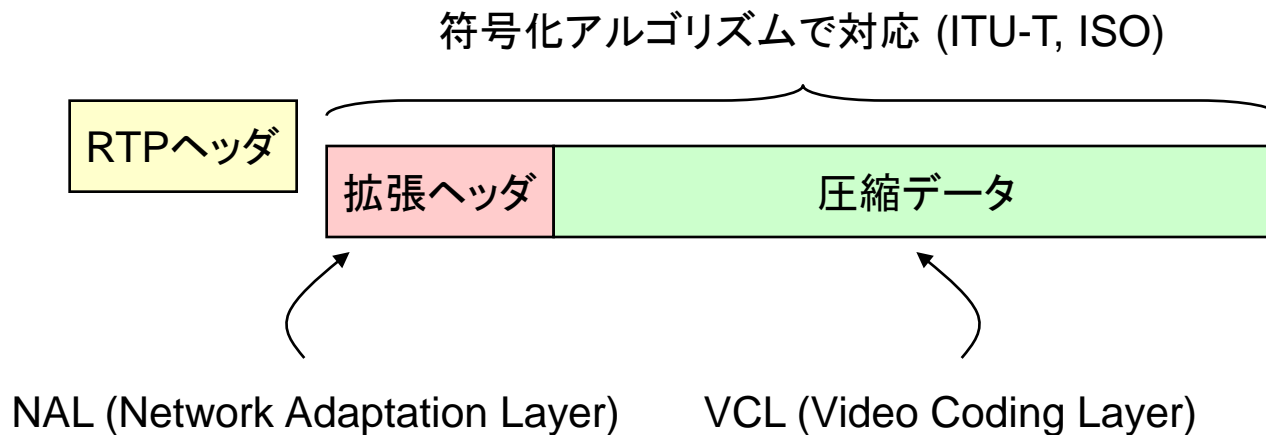 符号化アルゴリズムで対応 (ITU-T, ISO)
RTPヘッダ
拡張ヘッダ
圧縮データ
NAL (Network Adaptation Layer)
VCL (Video Coding Layer)